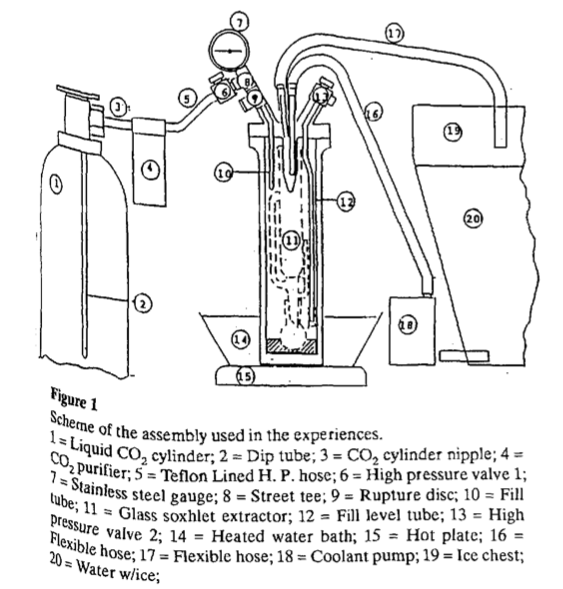 7
17
8
3
5
6
9
13
16
19
4
1
10
12
20
11
2
18
14
15
Figure 1
Scheme of the assembly used in the experiences.
1 = Liquid CO₂ cylinder; 2 = Dip tube; 3 = CO₂ cylinder nipple; 4 =
CO₂ purifier; 5 = Teflon Lined H. P. hose; 6 = High pressure valve 1;
7 = Stainless steel gauge; 8 = Street tee; 9 = Rupture disc; 10 = Fill
tube; 11 = Glass soxhlet extractor; 12 = Fill level tube; 13 = High
pressure valve 2; 14 = Heated water bath; 15 = Hot plate; 16 =
Flexible hose; 17 = Flexible hose; 18 = Coolant pump; 19 = Ice chest;
20 = Water w/ice;